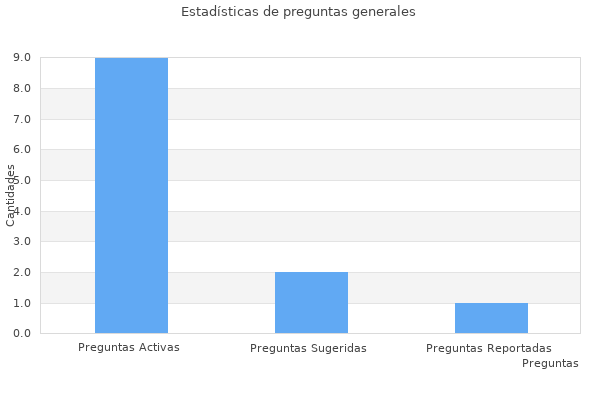 Estadísticas de preguntas generales
Cantidades
9.0
8.0
7.0
6.0
5.0
4.0
3.0
2.0
1.0
0.0
Preguntas Activas
Preguntas Sugeridas
Preguntas Reportadas
Preguntas